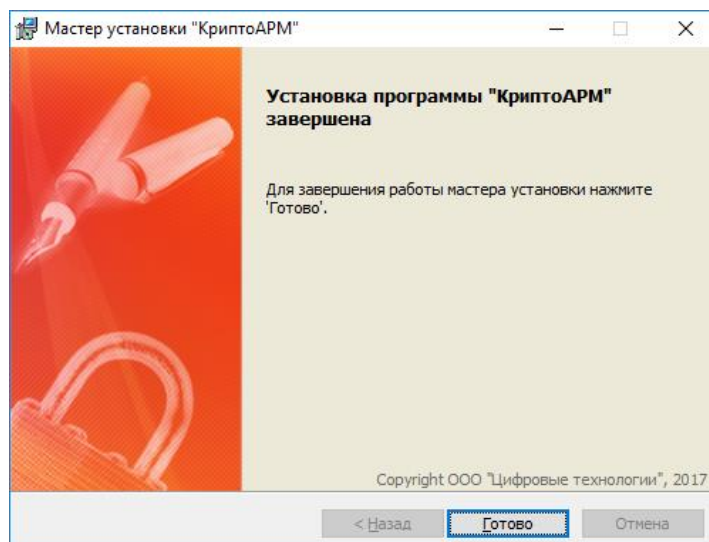 Мастер установки "КриптоАРМ"
Установка программы "КриптоАРМ"
завершена
Для завершения работы мастера установки нажмите
'Готово'.
Copyright ООО "Цифровые технологии", 2017
< Назад
Готово
Отмена